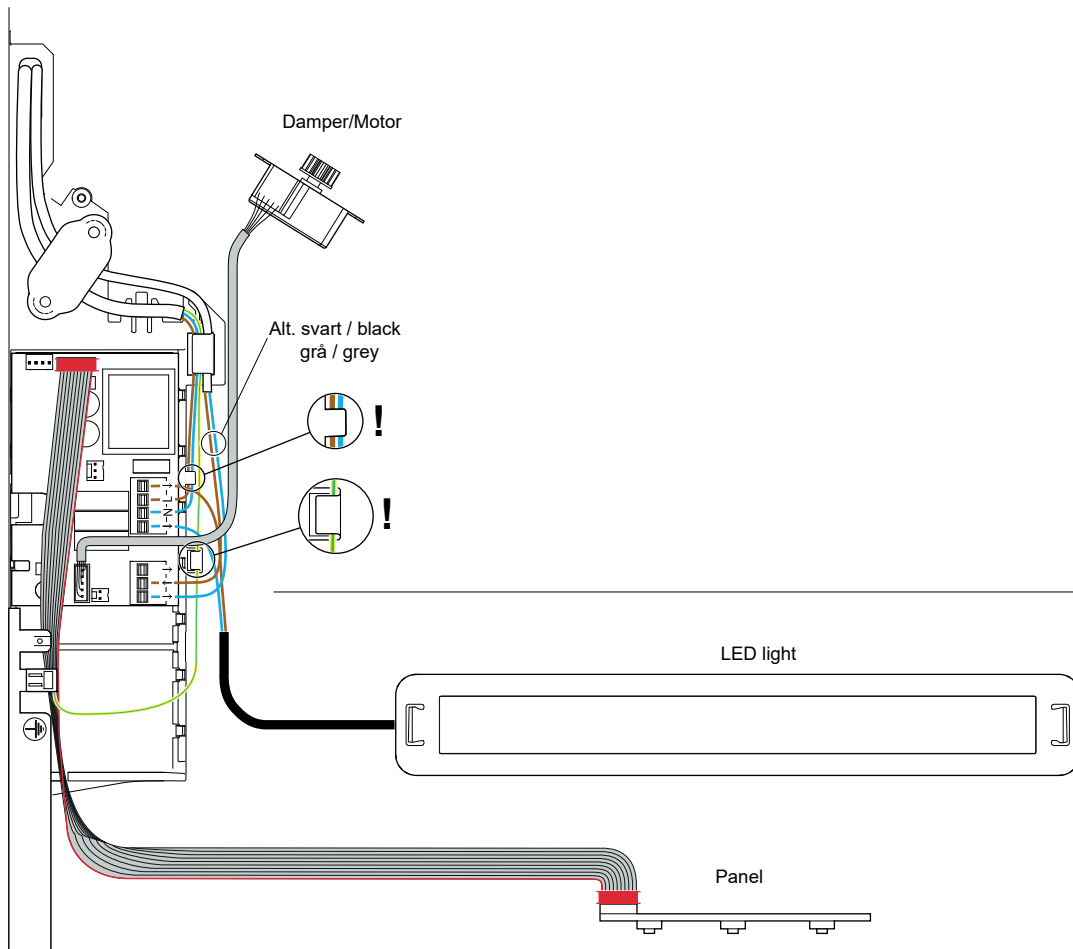 Damper/Motor
Alt. svart / black
grå / grey
!
!
L
N
LED light
Panel